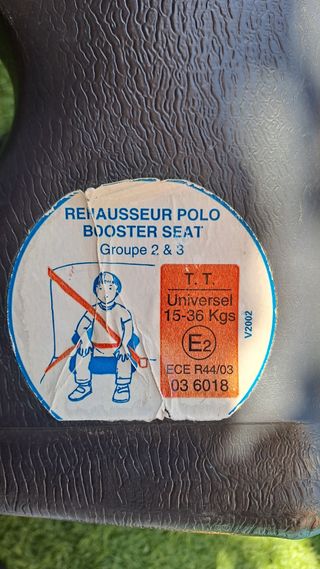 REHAUSSEUR POLO
BOOSTER SEAT
Groupe 2 & 3
T. T.
Universel
15-36 Kgs
E2
ECE R44/03
03 6018
V2002